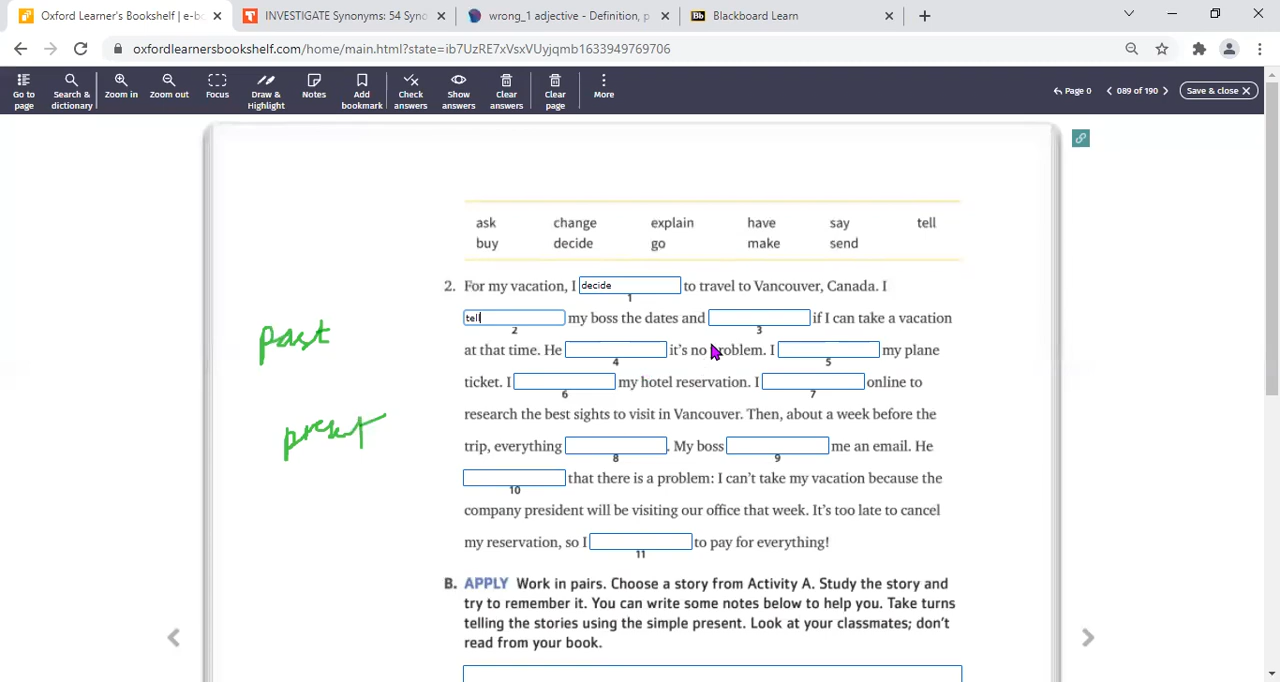 Oxford Learner's Bookshelf | e-bo
INVESTIGATE Synonyms: 54 Syno
wrong_1 adjective - Definition, p
Blackboard Learn
oxfordlearnersbookshelf.com/home/main.html?state=ib7UzRE7xVsxVUyjqmb1633949769706
Go to page
Search & dictionary
Zoom in
Zoom out
Focus
Draw & Highlight
Notes
Add bookmark
Check answers
Show answers
Clear answers
Clear page
More
Page 0
089 of 190
Save & close
ask change explain have say tell
buy decide go make send
2. For my vacation, I decide to travel to Vancouver, Canada. I
1
tell my boss the dates and if I can take a vacation
2 3
at that time. He it's no problem. I my plane
4 5
ticket. I my hotel reservation. I online to
6 7
research the best sights to visit in Vancouver. Then, about a week before the
trip, everything . My boss me an email. He
8 9
that there is a problem: I can't take my vacation because the
10
company president will be visiting our office that week. It's too late to cancel
my reservation, so I to pay for everything!
11
past
present
B. APPLY Work in pairs. Choose a story from Activity A. Study the story and
try to remember it. You can write some notes below to help you. Take turns
telling the stories using the simple present. Look at your classmates; don't
read from your book.